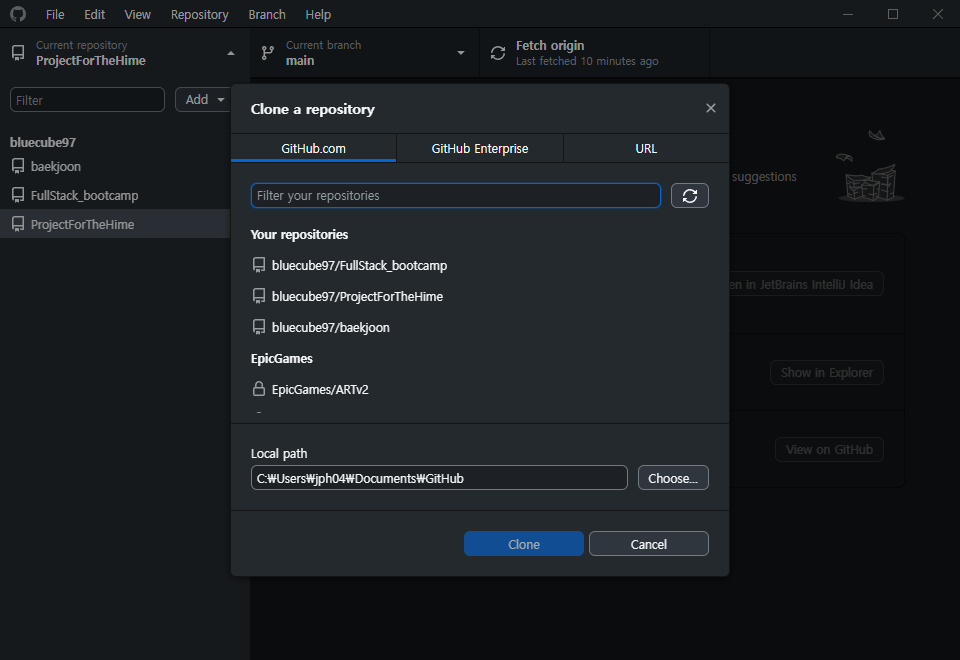 File Edit View Repository Branch Help
Current repository
ProjectForTheHime
Current branch
main
Fetch origin
Last fetched 10 minutes ago
Filter
Add
bluecube97
baekjoon
FullStack_bootcamp
ProjectForTheHime
Clone a repository
GitHub.com
GitHub Enterprise
URL
Filter your repositories
Your repositories
bluecube97/FullStack_bootcamp
bluecube97/ProjectForTheHime
bluecube97/baekjoon
EpicGames
EpicGames/ARTv2
Local path
C:₩Users₩jph04₩Documents₩GitHub
Choose...
Clone
Cancel
suggestions
en in JetBrains IntelliJ Idea
Show in Explorer
View on GitHub